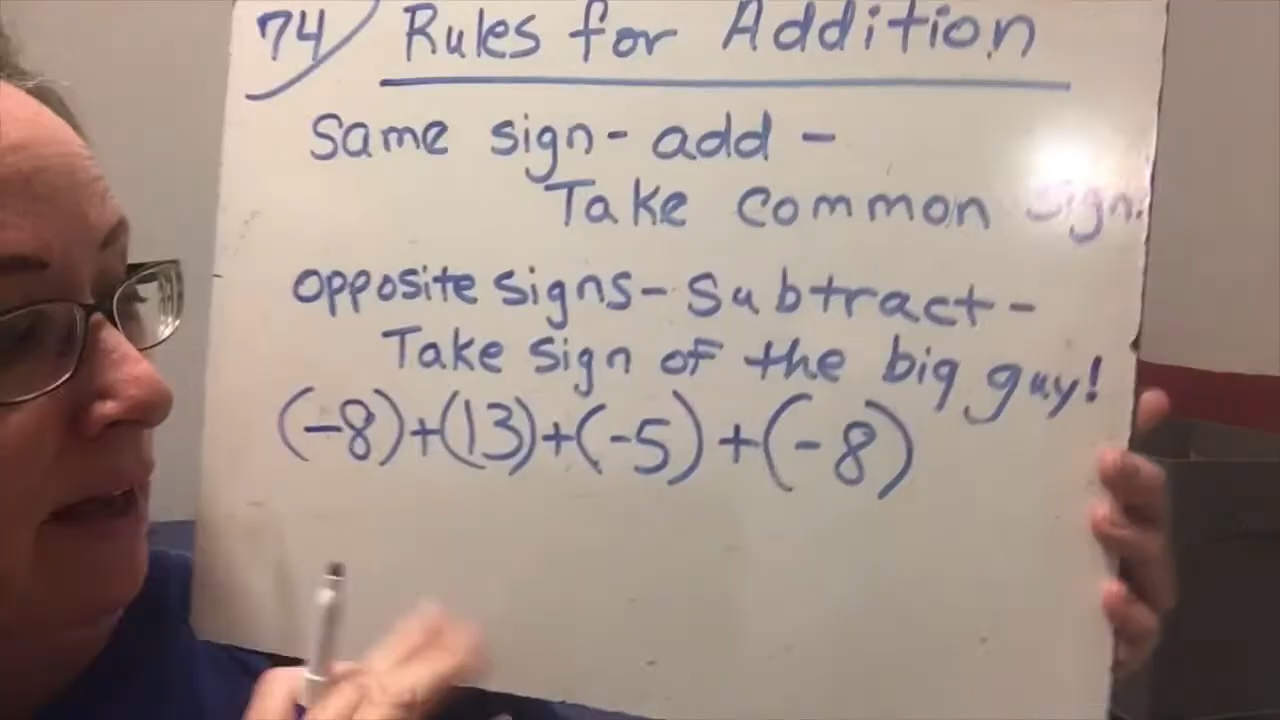 74) Rules for Addition
Same sign - add -
Take common sign.
opposite signs - Subtract -
Take sign of the big guy!
(-8)+(13)+(-5)+(-8)